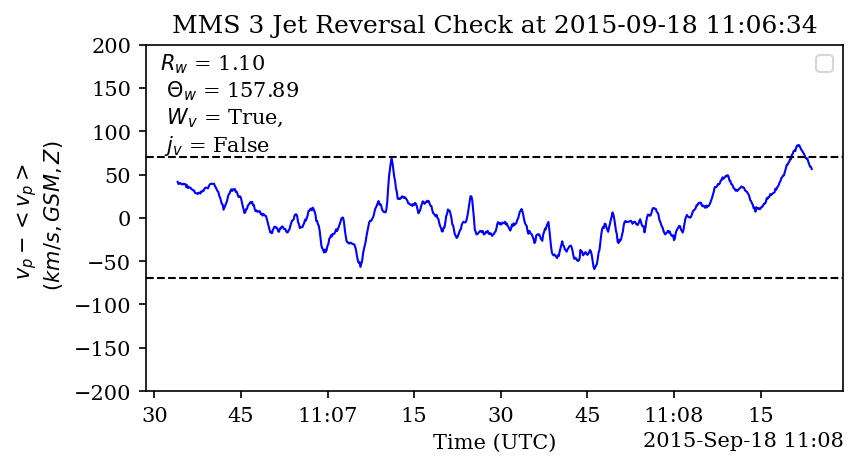 MMS 3 Jet Reversal Check at 2015-09-18 11:06:34
200
150
100
50
0
−50
−100
−150
−200
v_p − < v_p >
(km/s, GSM, Z)
R_w = 1.10
Θ_w = 157.89
W_v = True,
j_v = False
30 45 11:07 15 30 45 11:08 15
Time (UTC)
2015-Sep-18 11:08